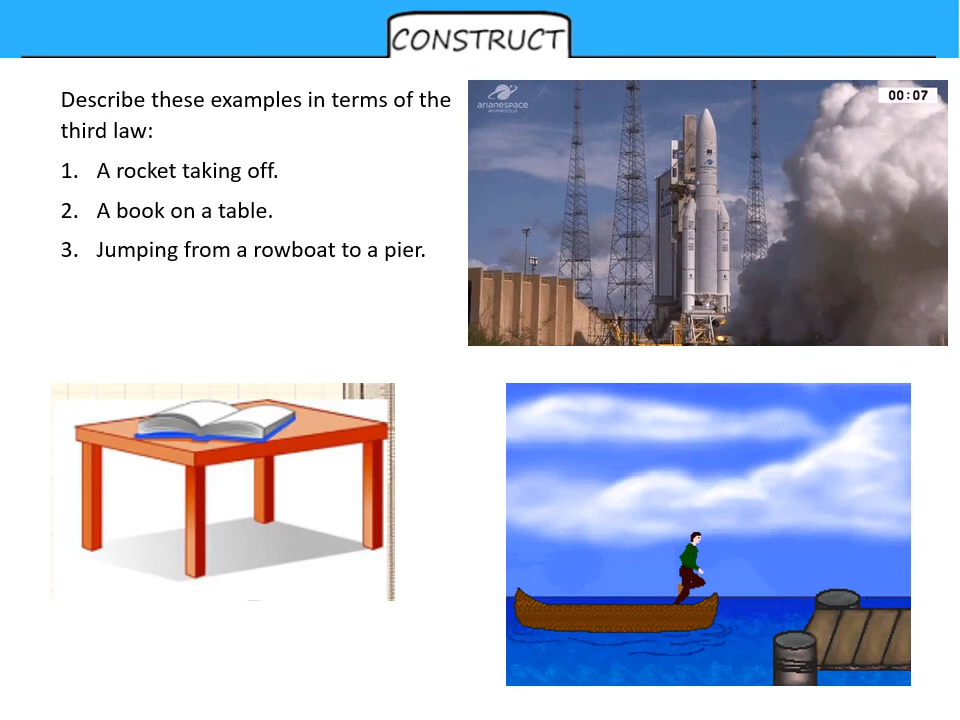 CONSTRUCT
Describe these examples in terms of the
third law:
1. A rocket taking off.
2. A book on a table.
3. Jumping from a rowboat to a pier.
arianespace
00:07